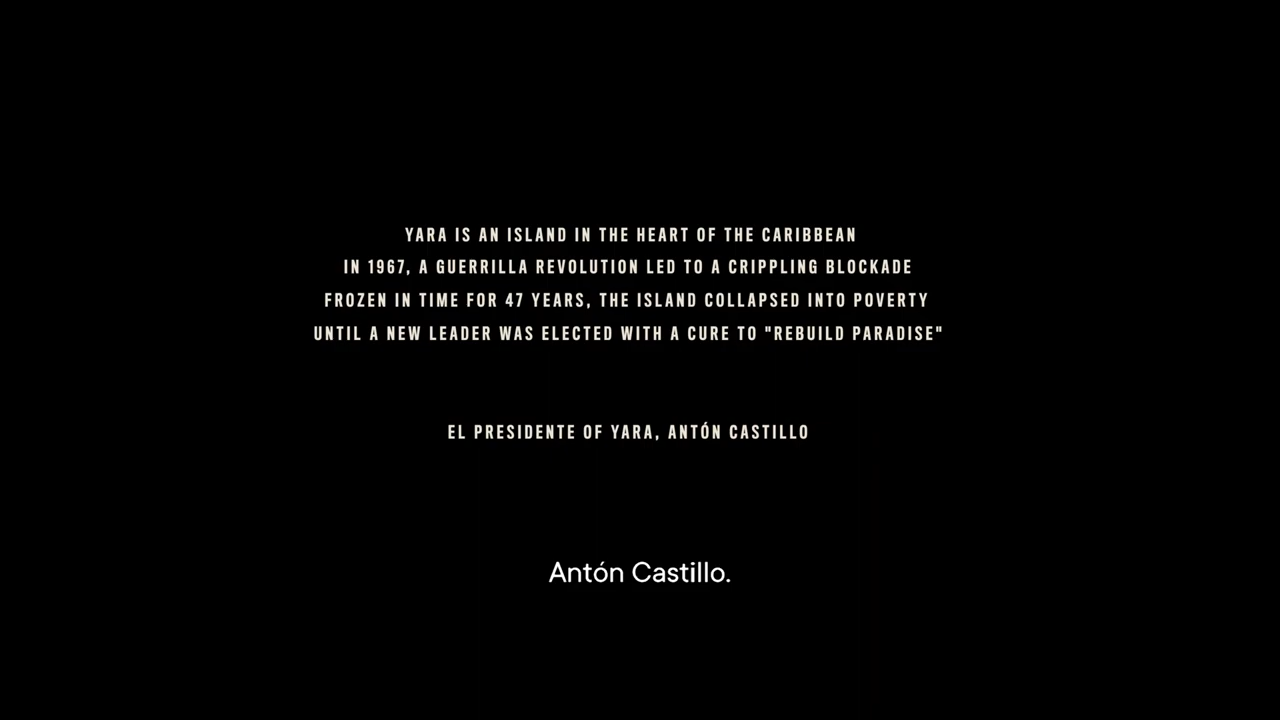 YARA IS AN ISLAND IN THE HEART OF THE CARIBBEAN
IN 1967, A GUERRILLA REVOLUTION LED TO A CRIPPLING BLOCKADE
FROZEN IN TIME FOR 47 YEARS, THE ISLAND COLLAPSED INTO POVERTY
UNTIL A NEW LEADER WAS ELECTED WITH A CURE TO "REBUILD PARADISE"
EL PRESIDENTE OF YARA, ANTÓN CASTILLO
Antón Castillo.